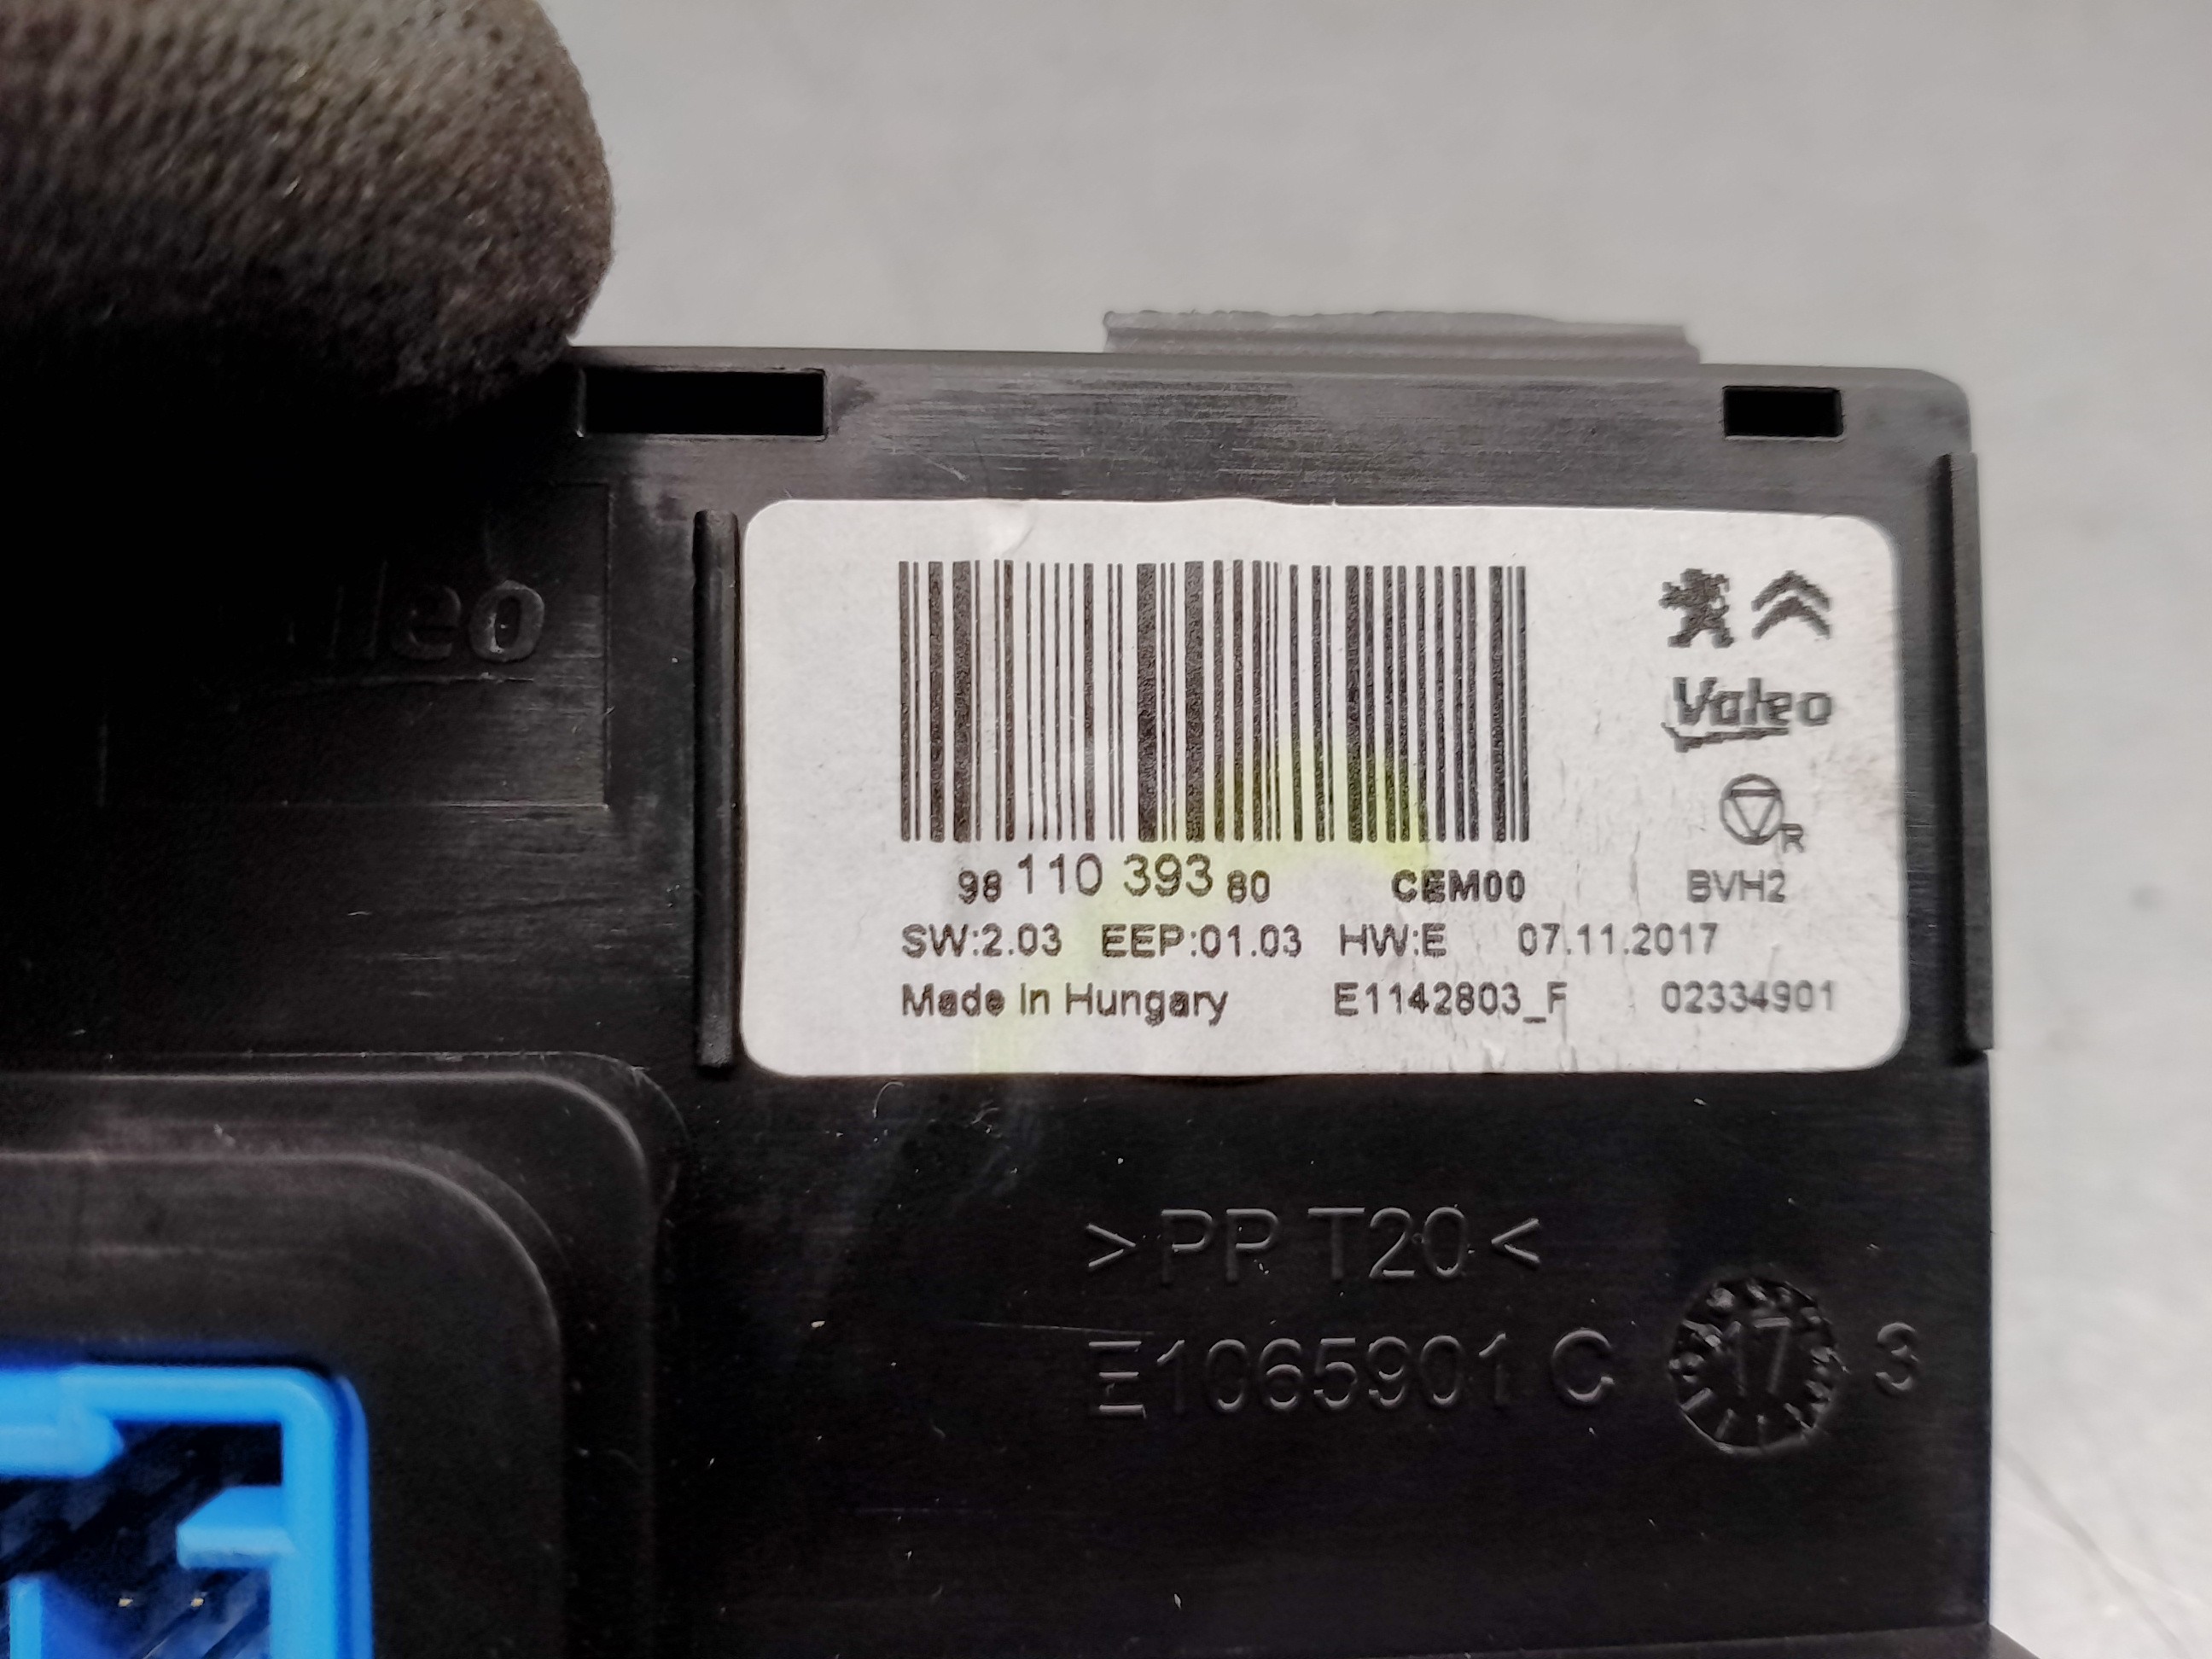 98 110 393 80 CEM00 BVH2
Valeo
R
SW:2.03 EEP:01.03 HW:E 07.11.2017
Made In Hungary E1142803_F 02334901
>PP T20<
E1065901 C 17 3